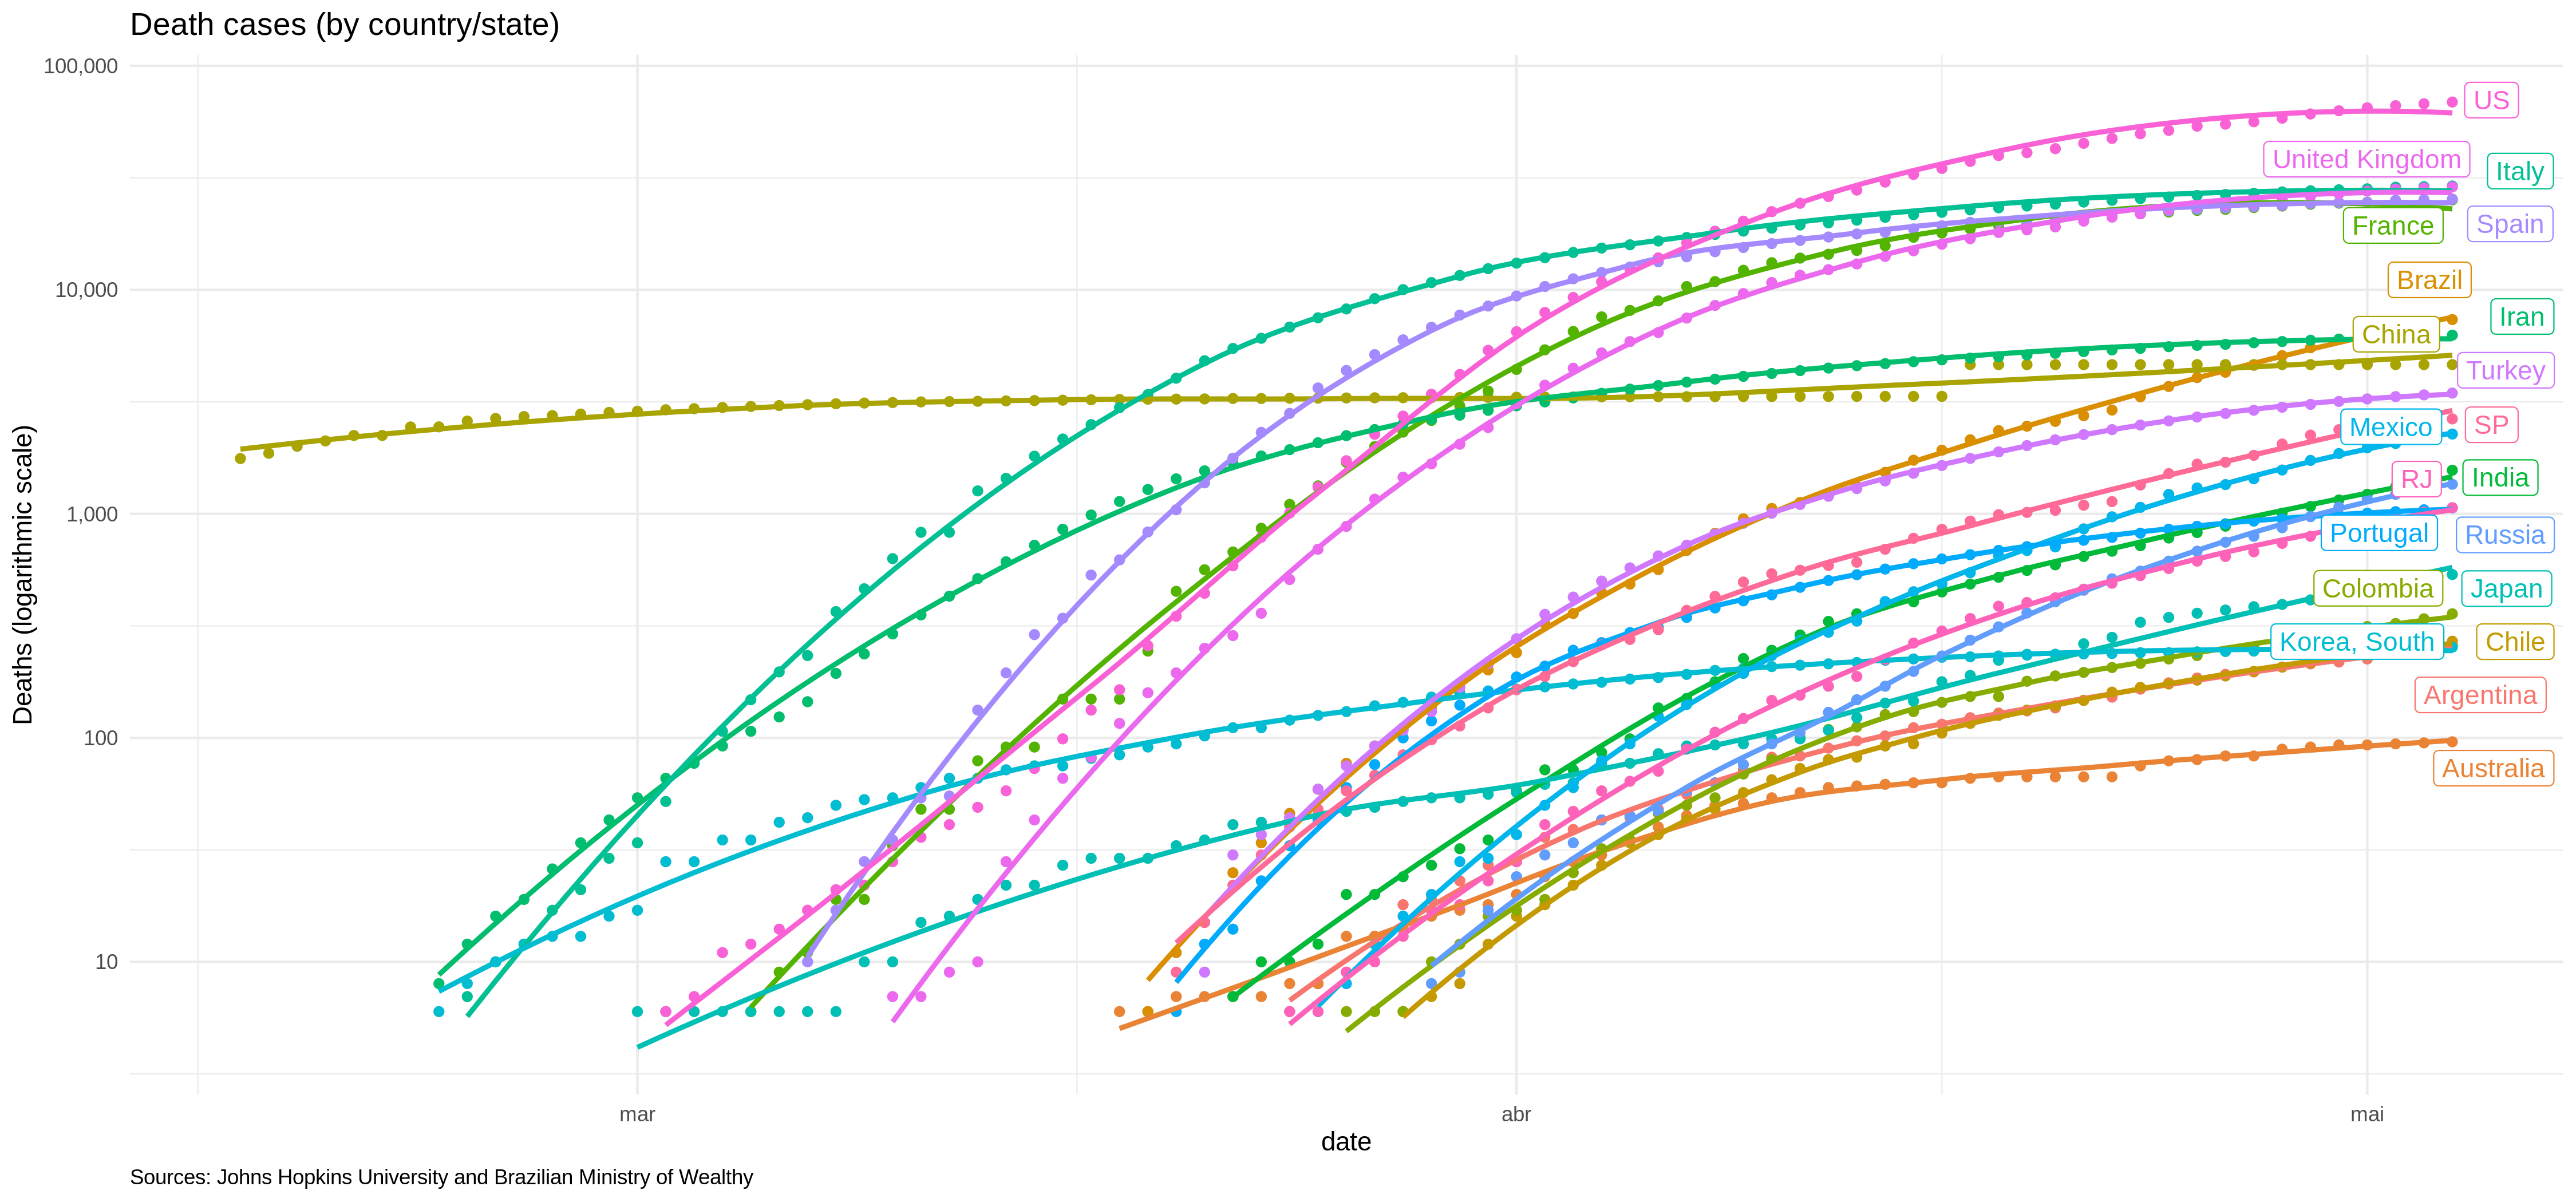 Death cases (by country/state)
100,000
10,000
1,000
100
10
Deaths (logarithmic scale)
US
United Kingdom
Italy
France
Spain
Brazil
Iran
China
Turkey
Mexico
SP
RJ
India
Portugal
Russia
Colombia
Japan
Korea, South
Chile
Argentina
Australia
mar
abr
mai
date
Sources: Johns Hopkins University and Brazilian Ministry of Wealthy